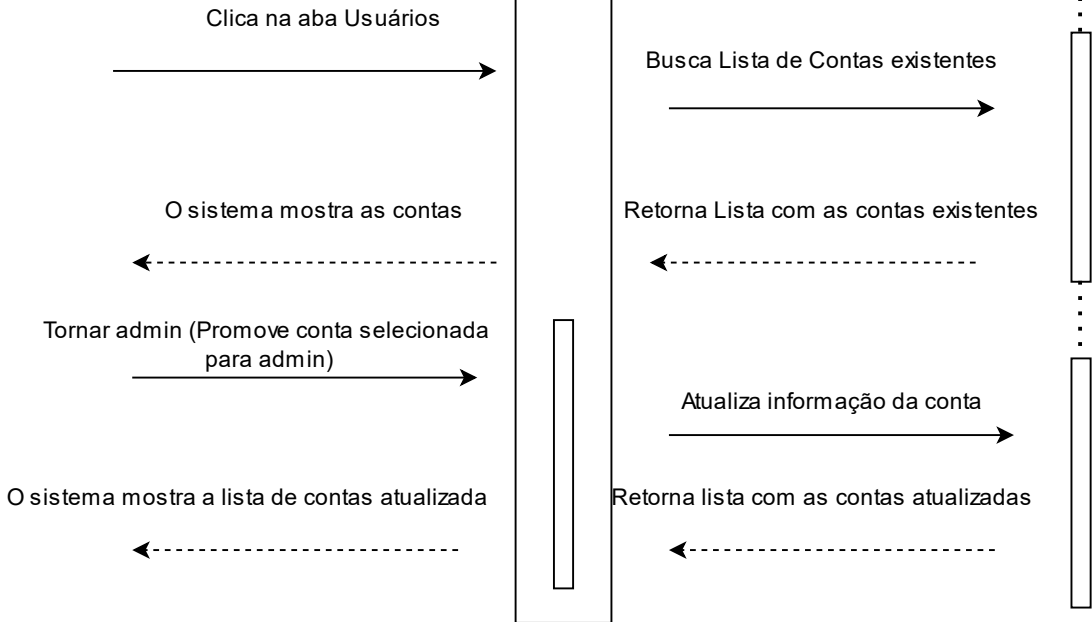 Clica na aba Usuários
Busca Lista de Contas existentes
O sistema mostra as contas
Retorna Lista com as contas existentes
Tornar admin (Promove conta selecionada
para admin)
Atualiza informação da conta
O sistema mostra a lista de contas atualizada
Retorna lista com as contas atualizadas